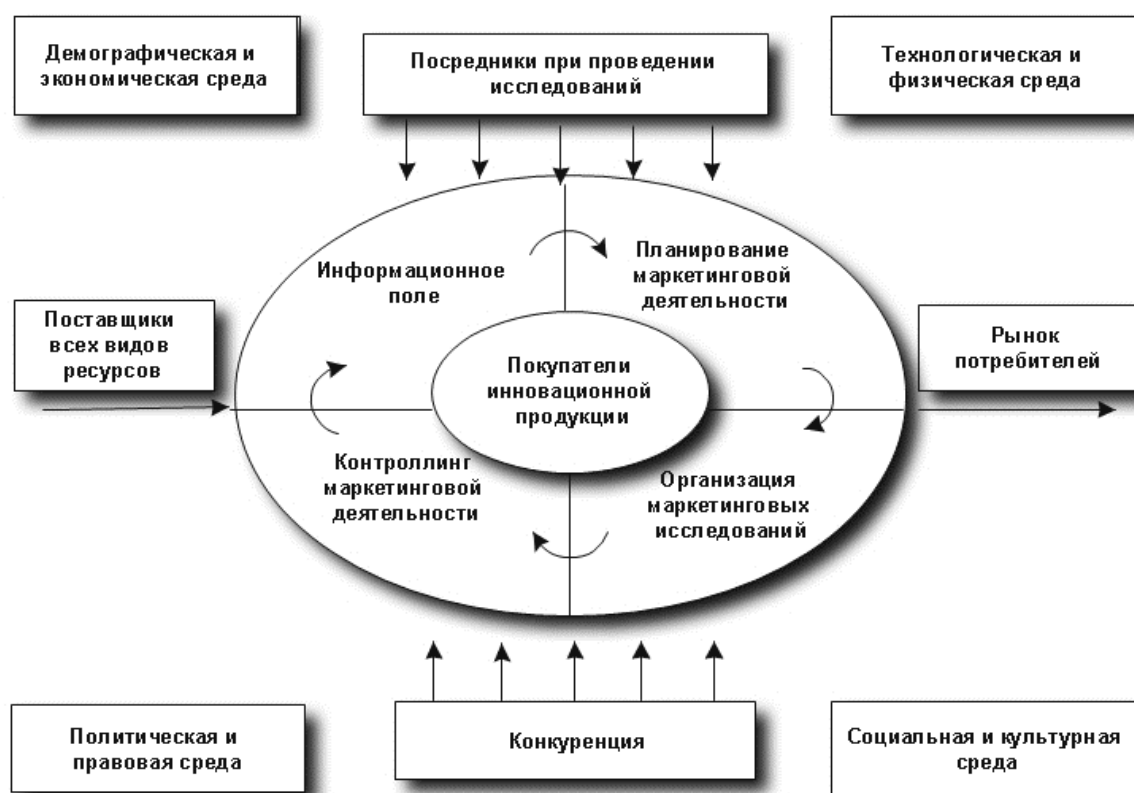 Демографическая и
экономическая среда
Посредники при проведении
исследований
Технологическая и
физическая среда
Информационное
поле
Планирование
маркетинговой
деятельности
Поставщики
всех видов
ресурсов
Покупатели
инновационной
продукции
Рынок
потребителей
Контроллинг
маркетинговой
деятельности
Организация
маркетинговых
исследований
Политическая и
правовая среда
Конкуренция
Социальная и культурная
среда